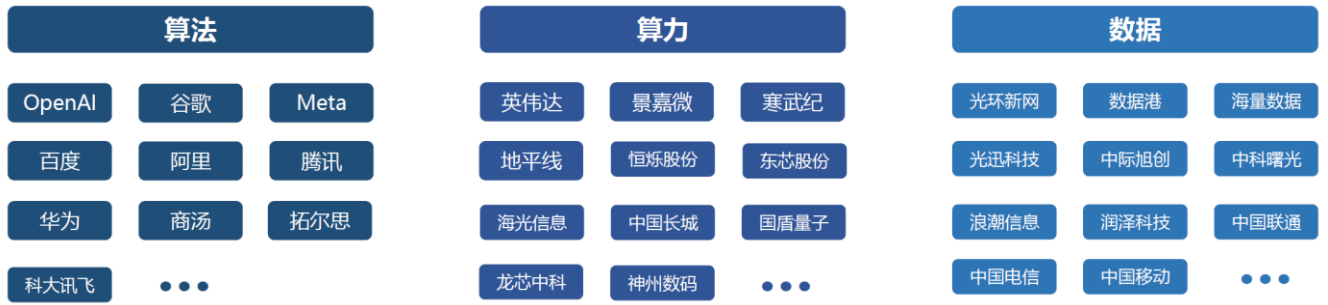 算法
OpenAI 谷歌 Meta
百度 阿里 腾讯
华为 商汤 拓尔思
科大讯飞 •••
算力
英伟达 景嘉微 寒武纪
地平线 恒烁股份 东芯股份
海光信息 中国长城 国盾量子
龙芯中科 神州数码 •••
数据
光环新网 数据港 海量数据
光迅科技 中际旭创 中科曙光
浪潮信息 润泽科技 中国联通
中国电信 中国移动 •••